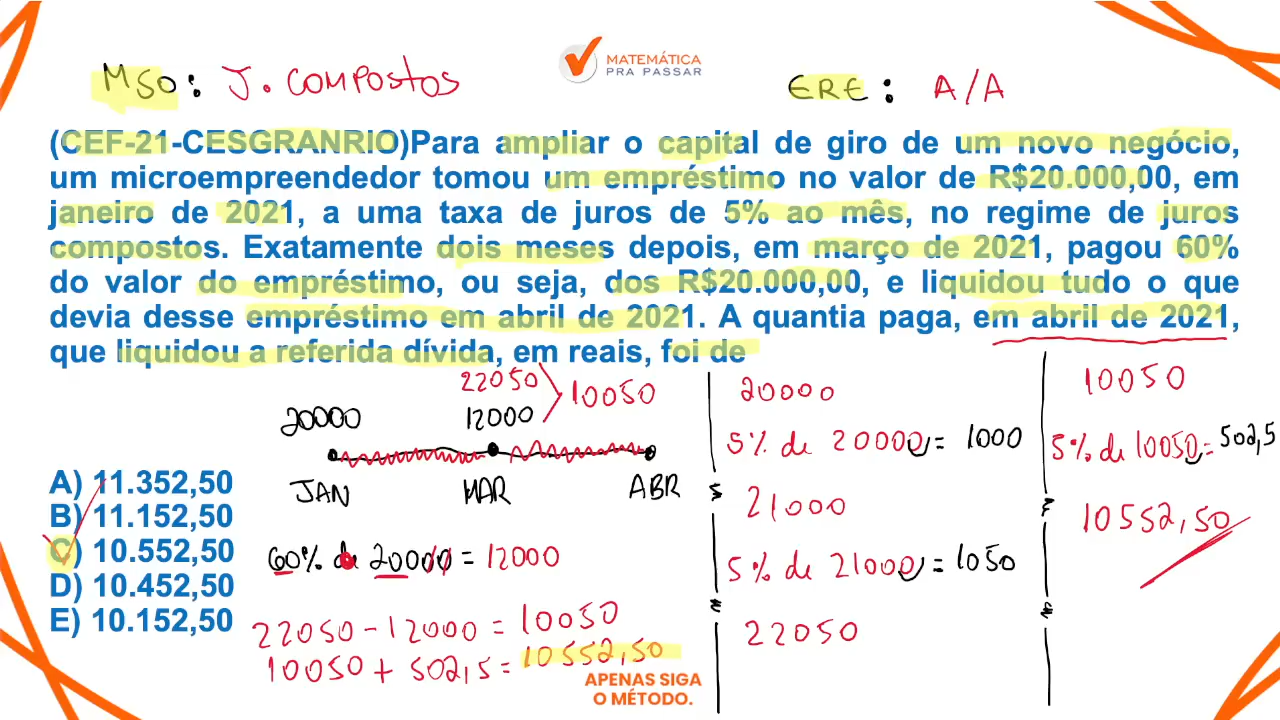 MSO: J. COMPOSTOS
MATEMÁTICA
PRA PASSAR
ERE: A/A
(CEF-21-CESGRANRIO)Para ampliar o capital de giro de um novo negócio,
um microempreendedor tomou um empréstimo no valor de R$20.000,00, em
janeiro de 2021, a uma taxa de juros de 5% ao mês, no regime de juros
compostos. Exatamente dois meses depois, em março de 2021, pagou 60%
do valor do empréstimo, ou seja, dos R$20.000,00, e liquidou tudo o que
devia desse empréstimo em abril de 2021. A quantia paga, em abril de 2021,
que liquidou a referida dívida, em reais, foi de
22050
20000 12000 10050
JAN MAR ABR
A) 11.352,50
B) 11.152,50
C) 10.552,50
D) 10.452,50
E) 10.152,50
60% de 20000 = 12000
22050 - 12000 = 10050
10050 + 502,5 = 10552,50
20000
5% de 20000 = 1000
21000
5% de 21000 = 1050
22050
10050
5% de 10050 = 502,5
10552,50
APENAS SIGA
O MÉTODO.